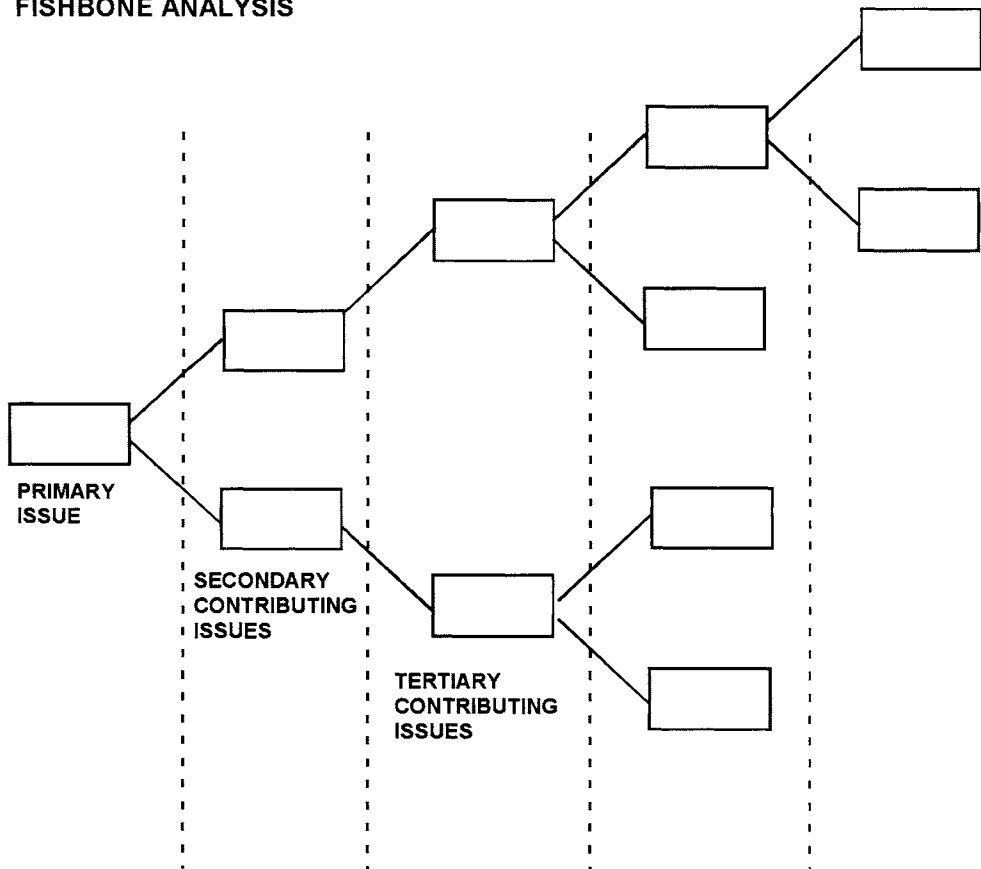 FISHBONE ANALYSIS
PRIMARY
ISSUE
SECONDARY
CONTRIBUTING
ISSUES
TERTIARY
CONTRIBUTING
ISSUES